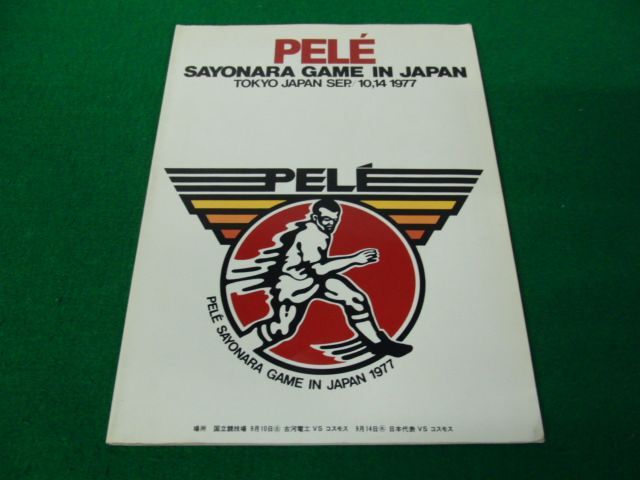 PELÉ
SAYONARA GAME IN JAPAN
TOKYO JAPAN SEP. 10,14 1977
PELÉ
PELÉ SAYONARA GAME IN JAPAN 1977
場所 国立競技場 9月10日㊏ 古河電工 VS コスモス 9月14日㊌ 日本代表 VS コスモス